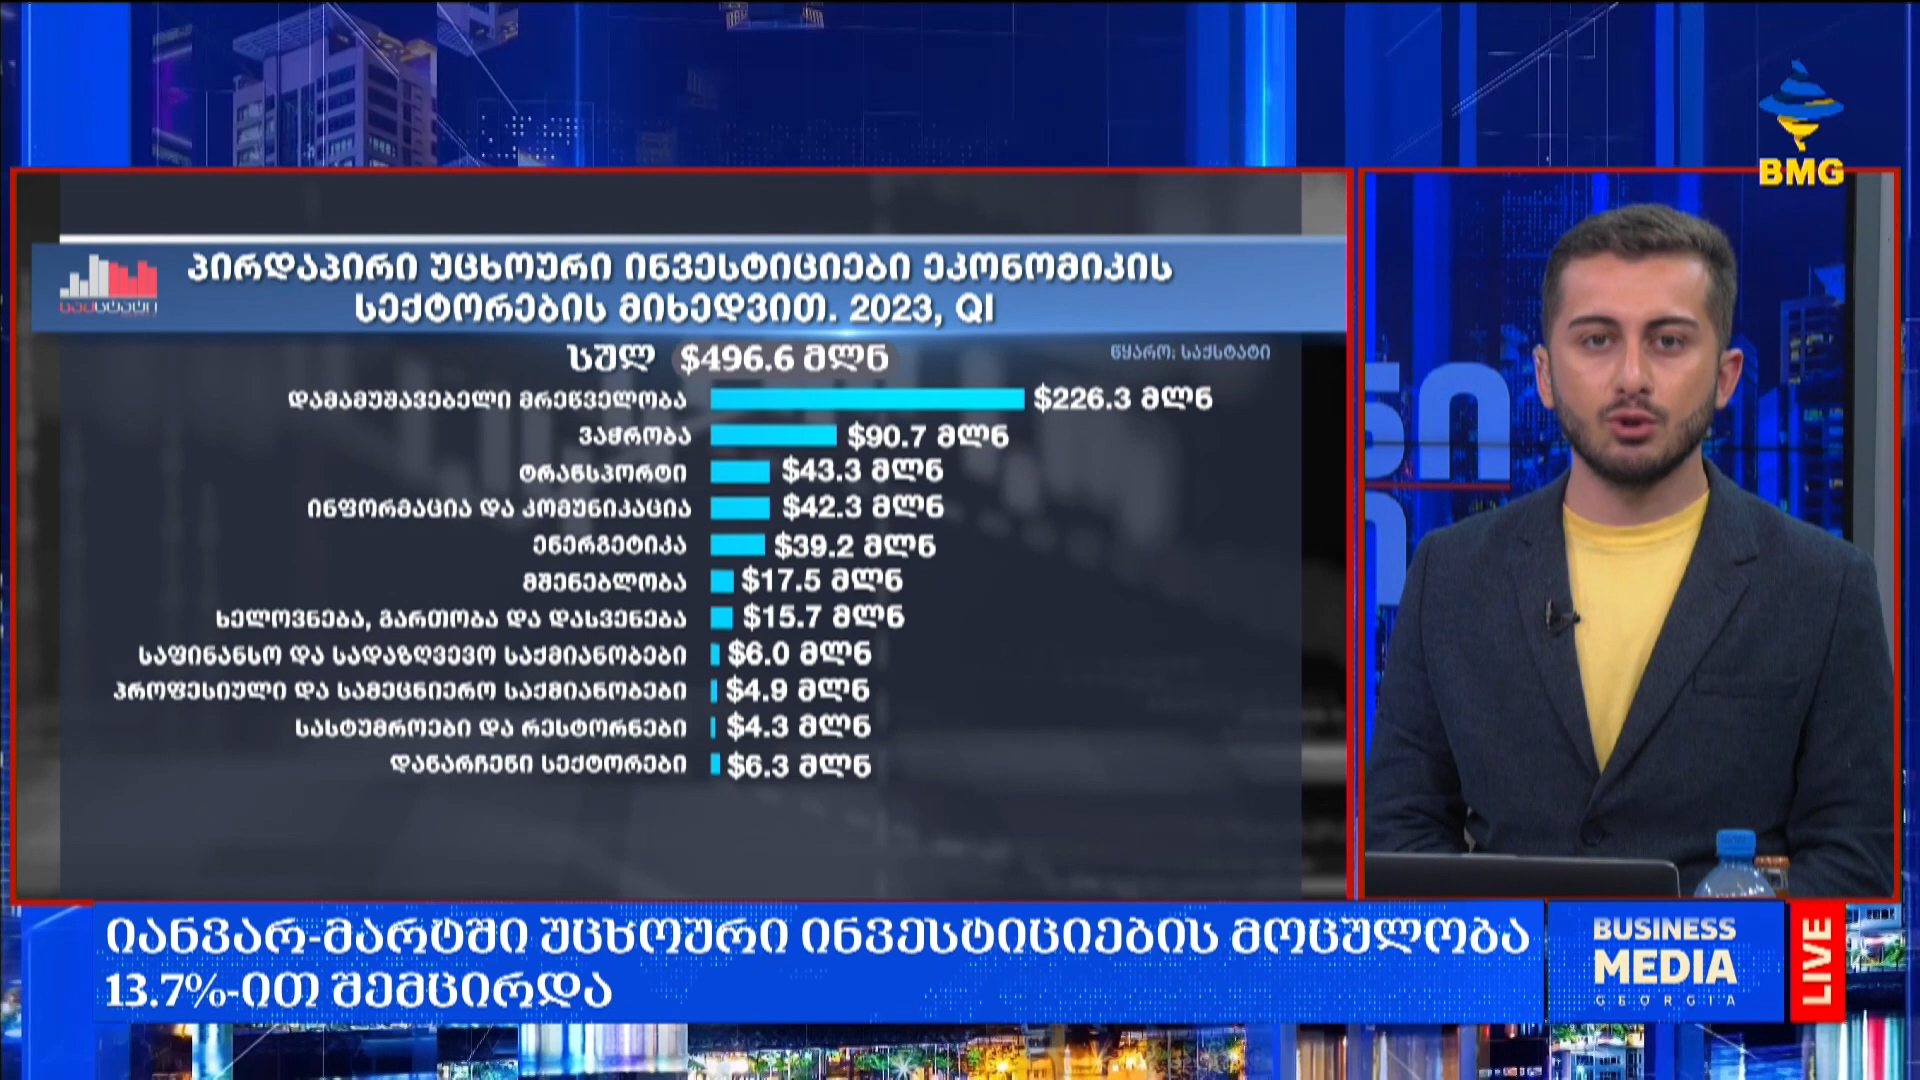 BMG
საქსტატი
პირდაპირი უცხოური ინვესტიციები ეკონომიკის
სექტორების მიხედვით. 2023, QI
სულ $496.6 მლნ
წყარო: საქსტატი
დამამუშავებელი მრეწველობა $226.3 მლნ
ვაჭრობა $90.7 მლნ
ტრანსპორტი $43.3 მლნ
ინფორმაცია და კომუნიკაცია $42.3 მლნ
ენერგეტიკა $39.2 მლნ
მშენებლობა $17.5 მლნ
ხელოვნება, გართობა და დასვენება $15.7 მლნ
საფინანსო და სადაზღვევო საქმიანობები $6.0 მლნ
პროფესიული და სამეცნიერო საქმიანობები $4.9 მლნ
სასტუმროები და რესტორნები $4.3 მლნ
დანარჩენი სექტორები $6.3 მლნ
იანვარ-მარტში უცხოური ინვესტიციების მოცულობა
13.7%-ით შემცირდა
BUSINESS
MEDIA
GEORGIA
LIVE